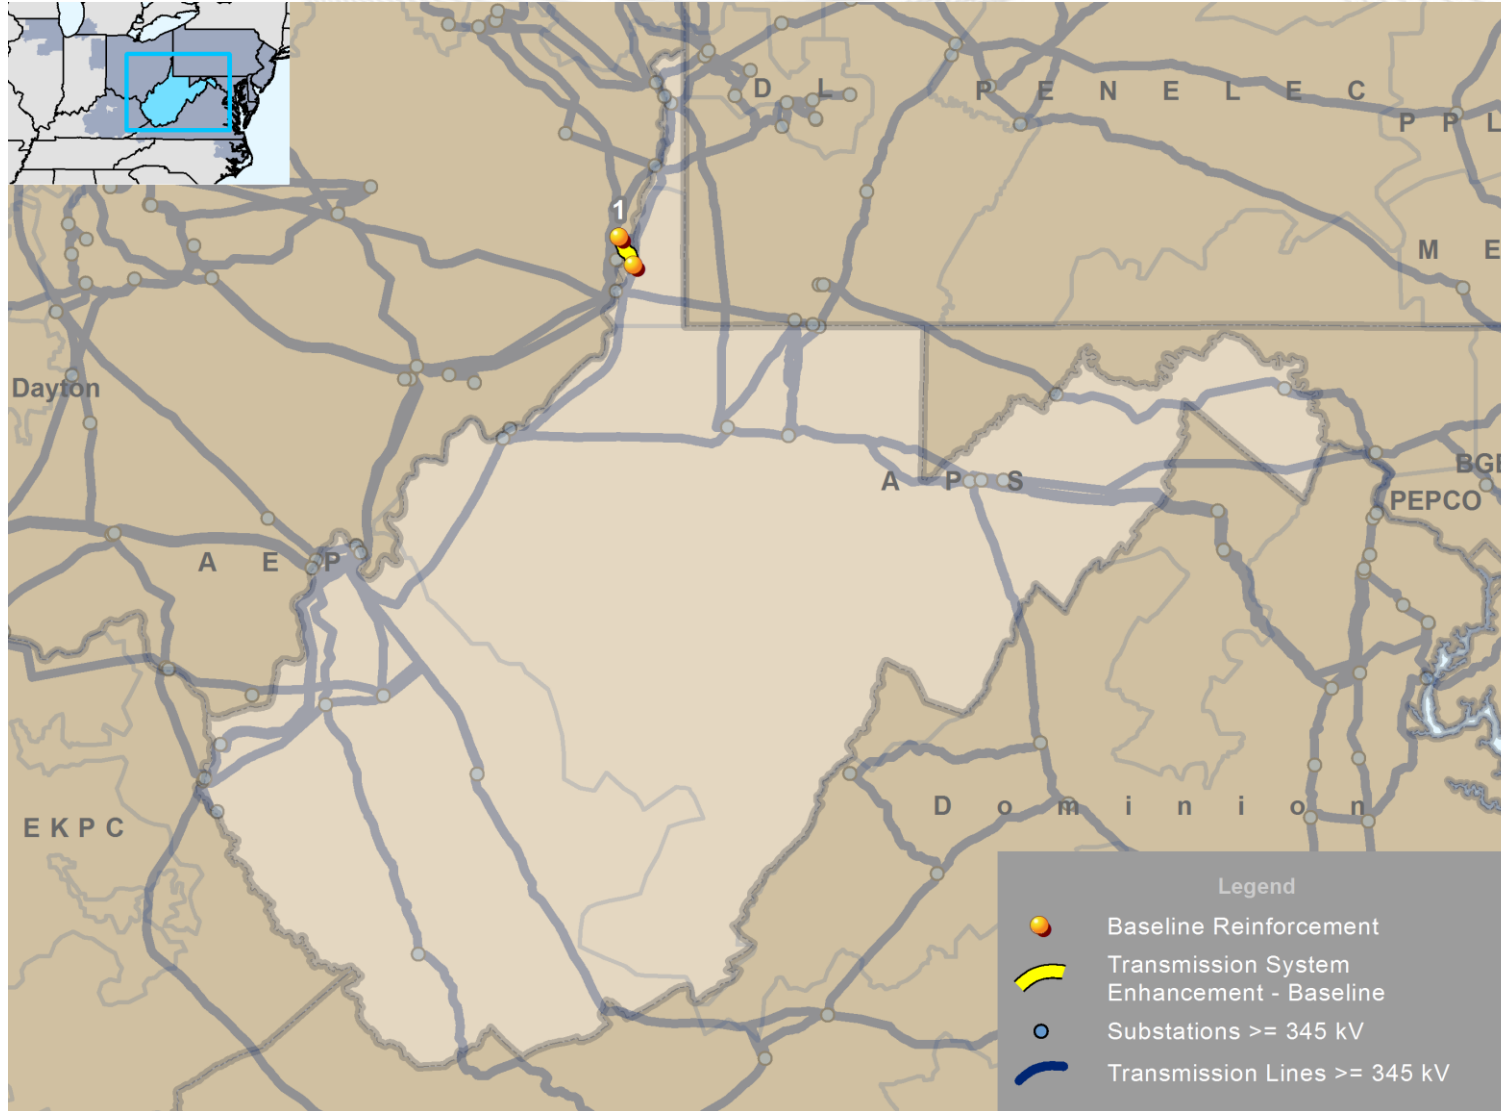 D L
P E N E L E C
P P L
1
M E
Dayton
BGE
A P S
PEPCO
A E P
D o m i n i o n
E K P C
Legend
Baseline Reinforcement
Transmission System
Enhancement - Baseline
Substations >= 345 kV
Transmission Lines >= 345 kV